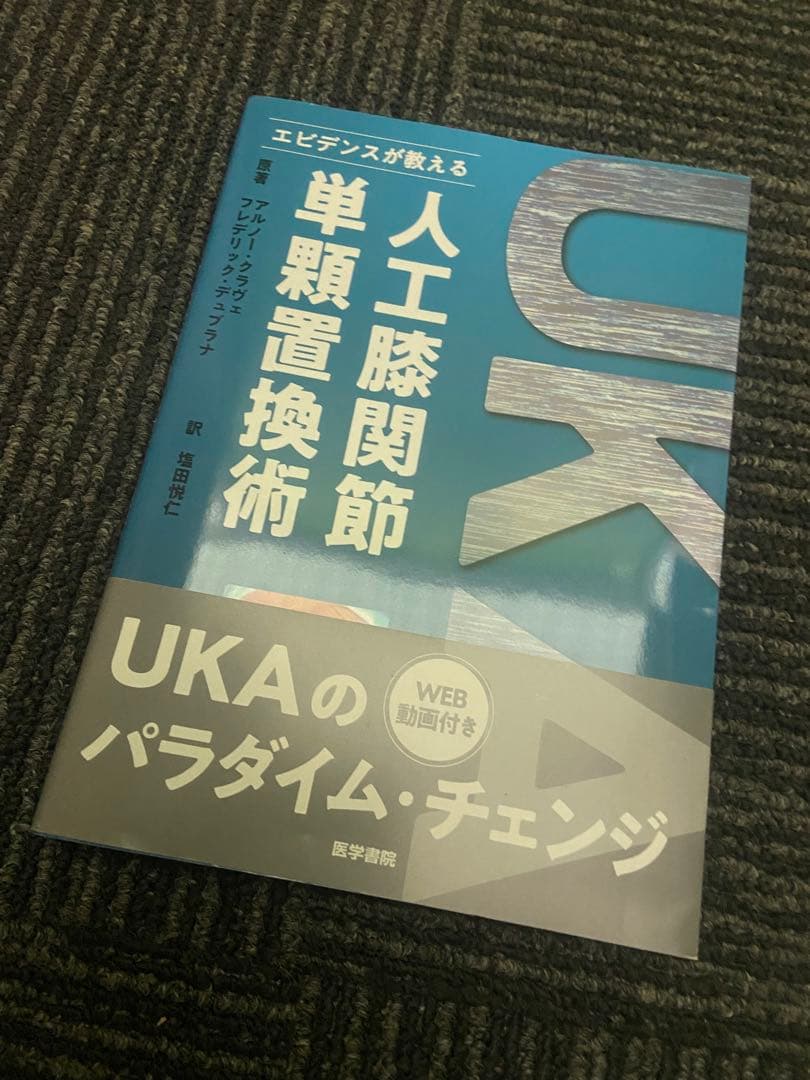 エビデンスが教える
人工膝関節
単顆置換術
原著 アルノー・クラヴェ
フレデリック・デュブラナ
訳 塩田悦仁
UKA
UKAの
パラダイム・チェンジ
WEB
動画付き
医学書院